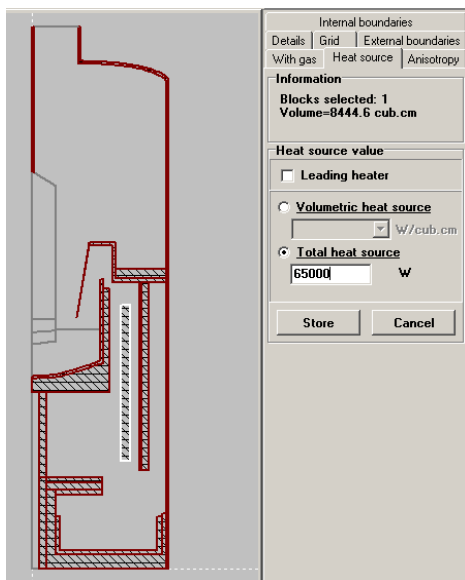 Internal boundaries
Details Grid External boundaries
With gas Heat source Anisotropy
Information
Blocks selected: 1
Volume=8444.6 cub.cm
Heat source value
Leading heater
Volumetric heat source
W/cub.cm
Total heat source
65000 W
Store Cancel